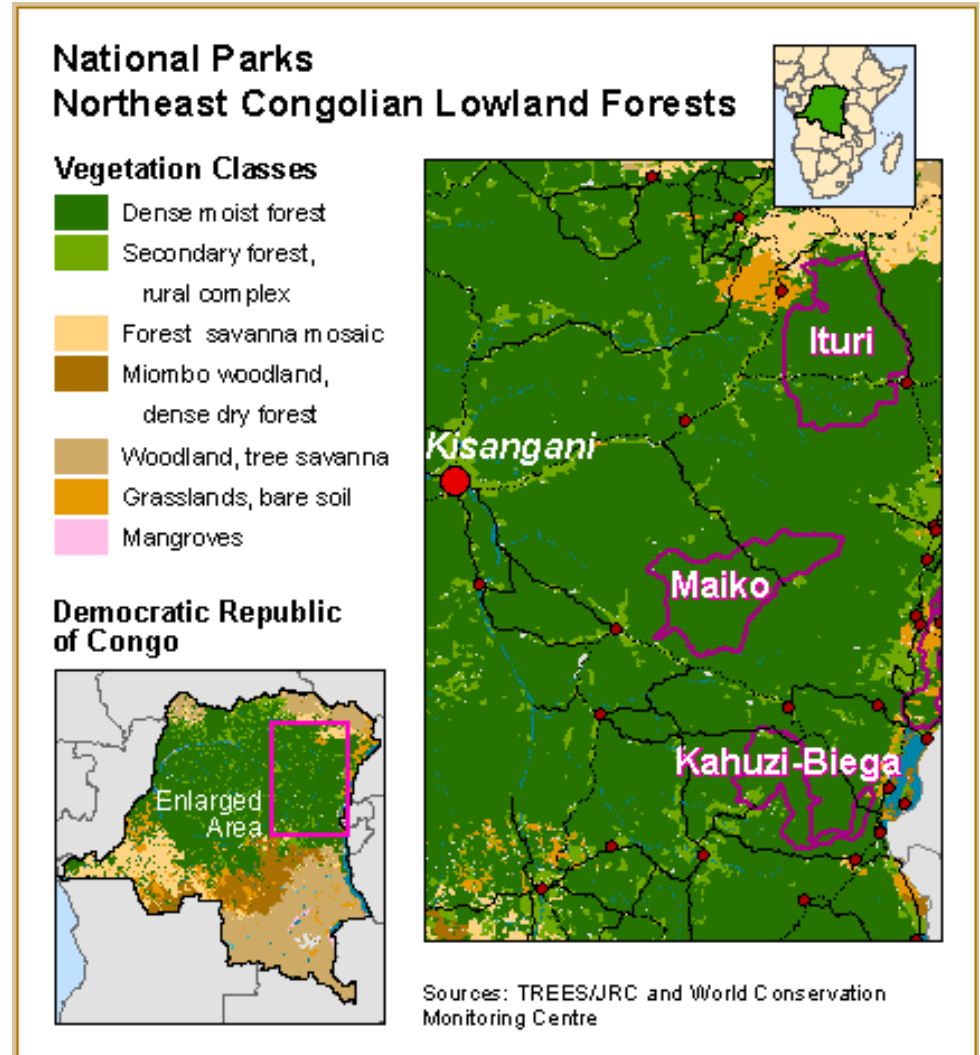 National Parks
Northeast Congolian Lowland Forests
Vegetation Classes
Dense moist forest
Secondary forest,
rural complex
Forest savanna mosaic
Miombo woodland,
dense dry forest
Woodland, tree savanna
Grasslands, bare soil
Mangroves
Democratic Republic
of Congo
Enlarged
Area
Ituri
Kisangani
Maiko
Kahuzi-Biega
Sources: TREES/JRC and World Conservation
Monitoring Centre